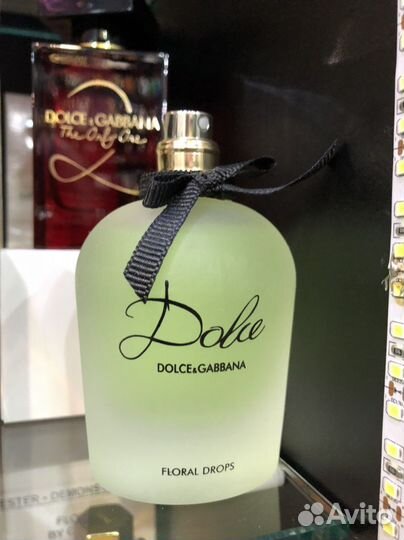 DOLCE&GABBANA
The Only One
Dolce
DOLCE&GABBANA
FLORAL DROPS
Avito